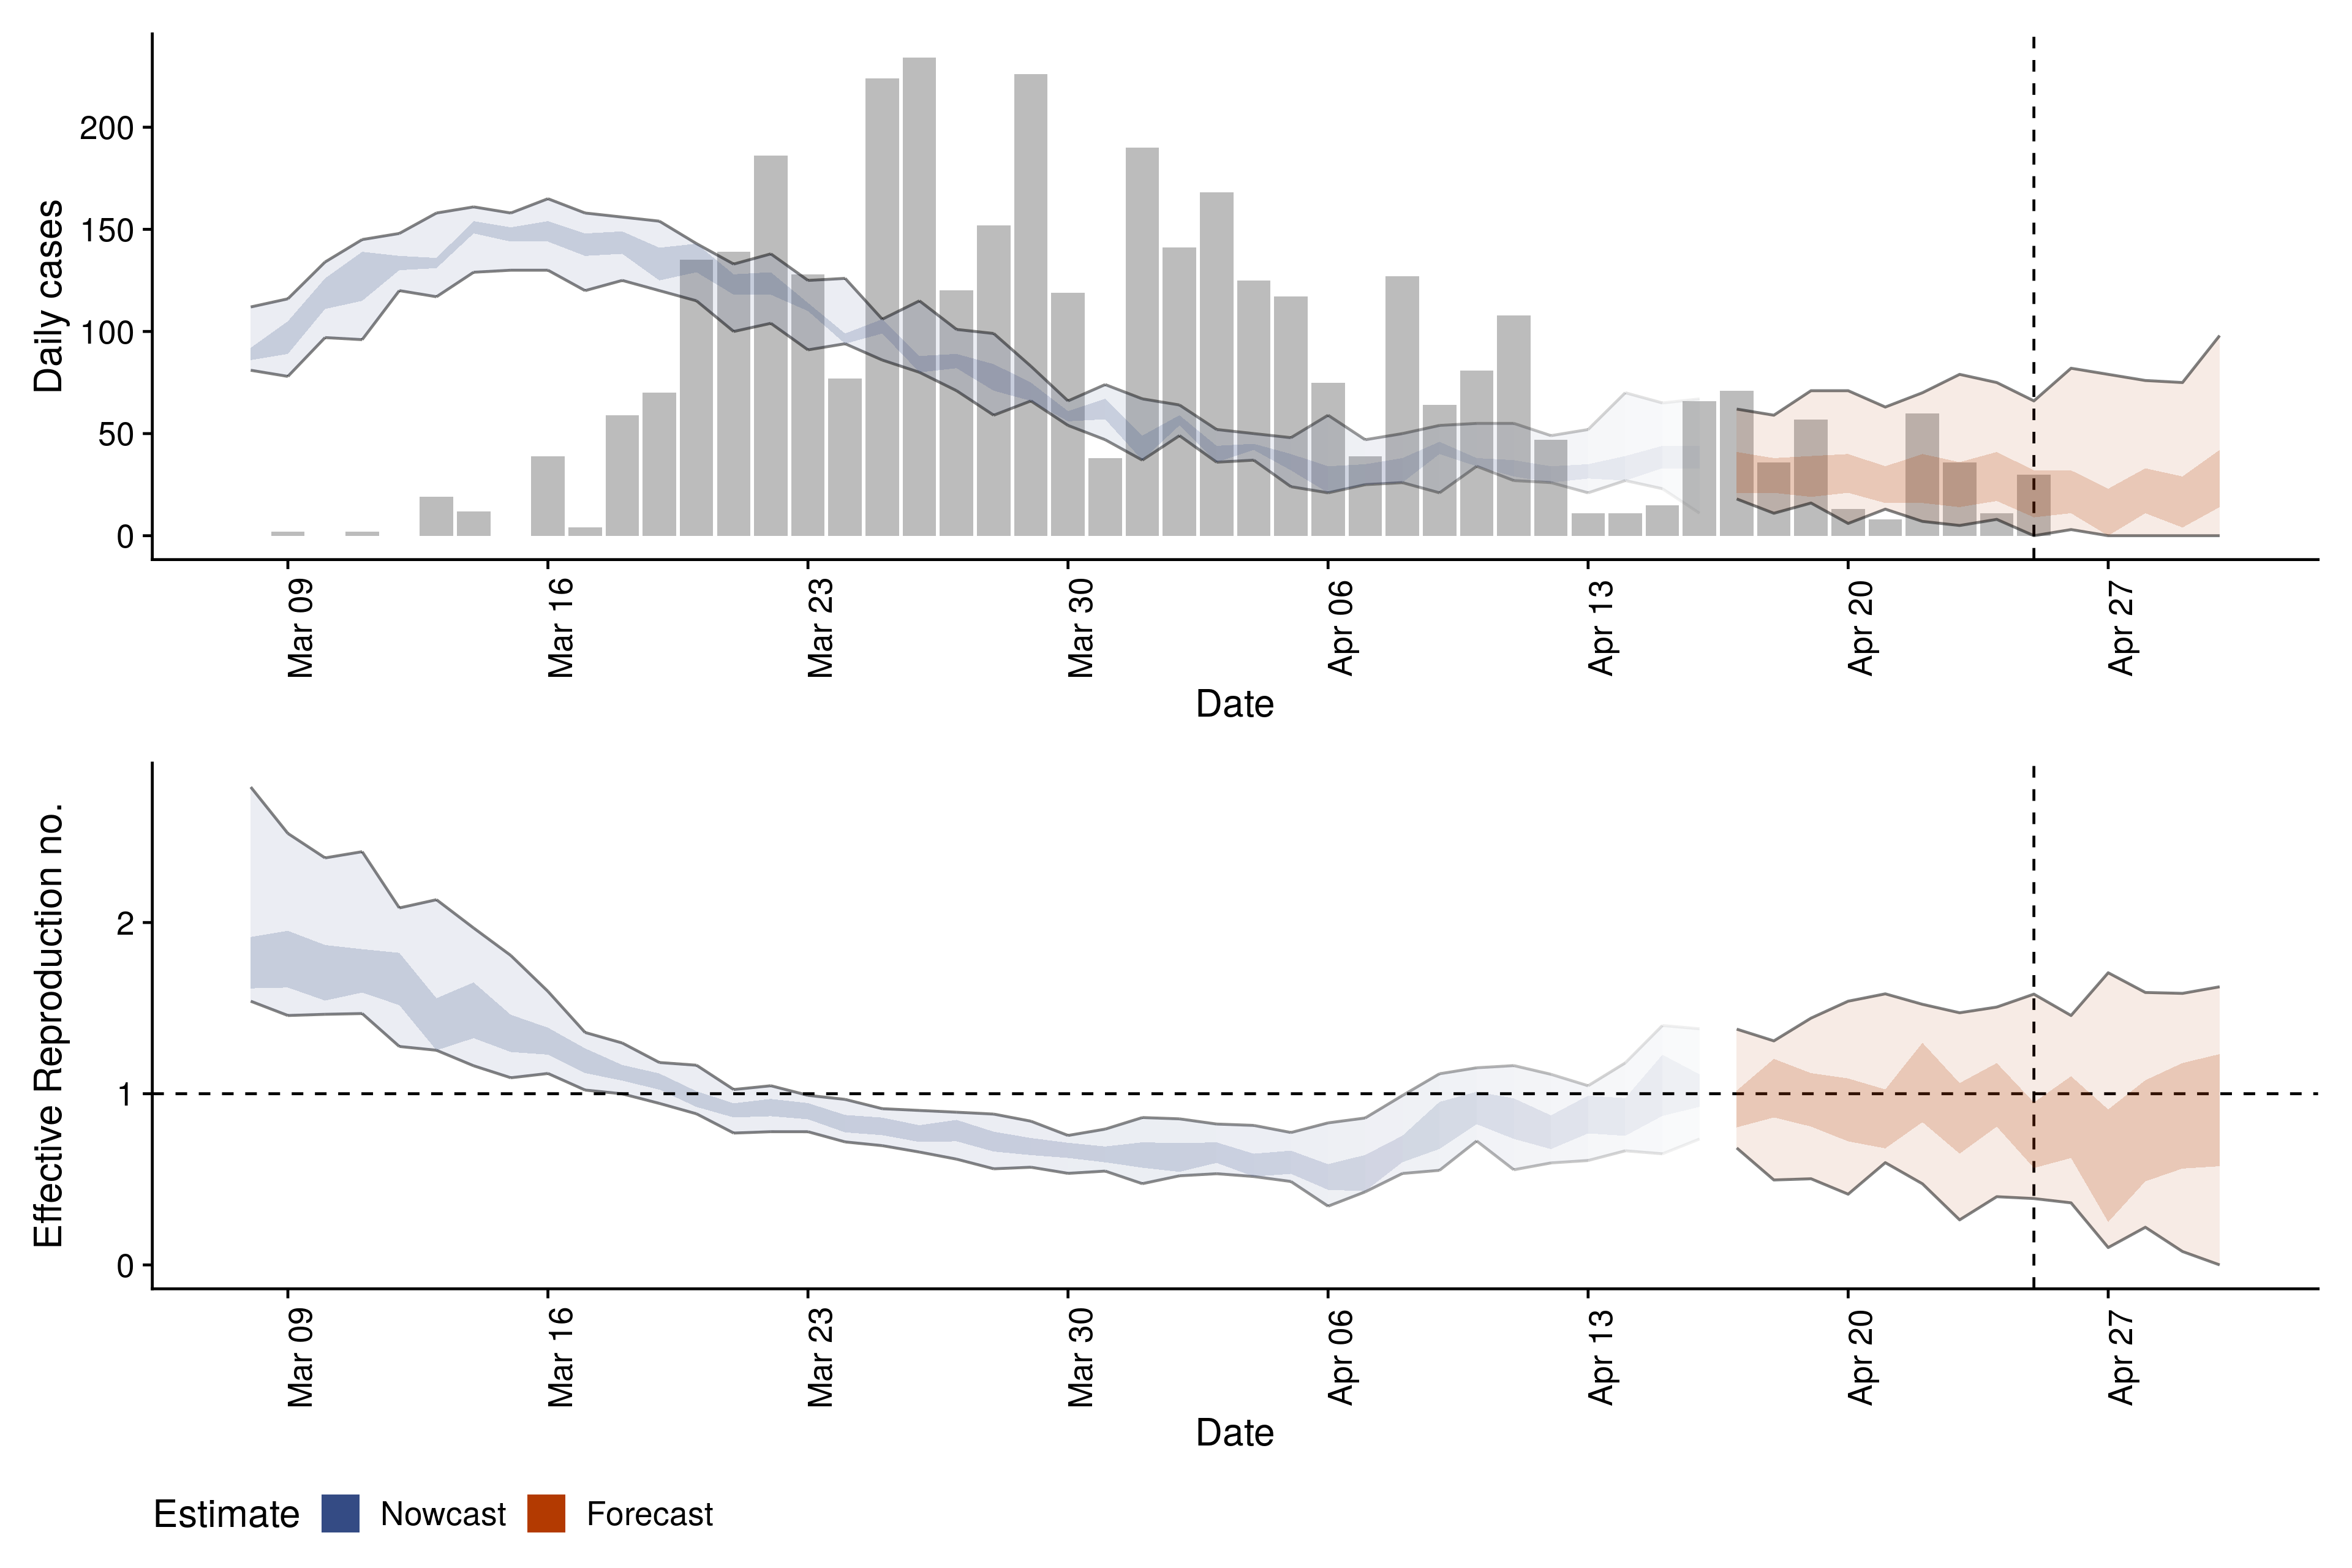 Daily cases
200
150
100
50
0
Mar 09 Mar 16 Mar 23 Mar 30 Apr 06 Apr 13 Apr 20 Apr 27
Date
Effective Reproduction no.
2
1
0
Mar 09 Mar 16 Mar 23 Mar 30 Apr 06 Apr 13 Apr 20 Apr 27
Date
Estimate Nowcast Forecast